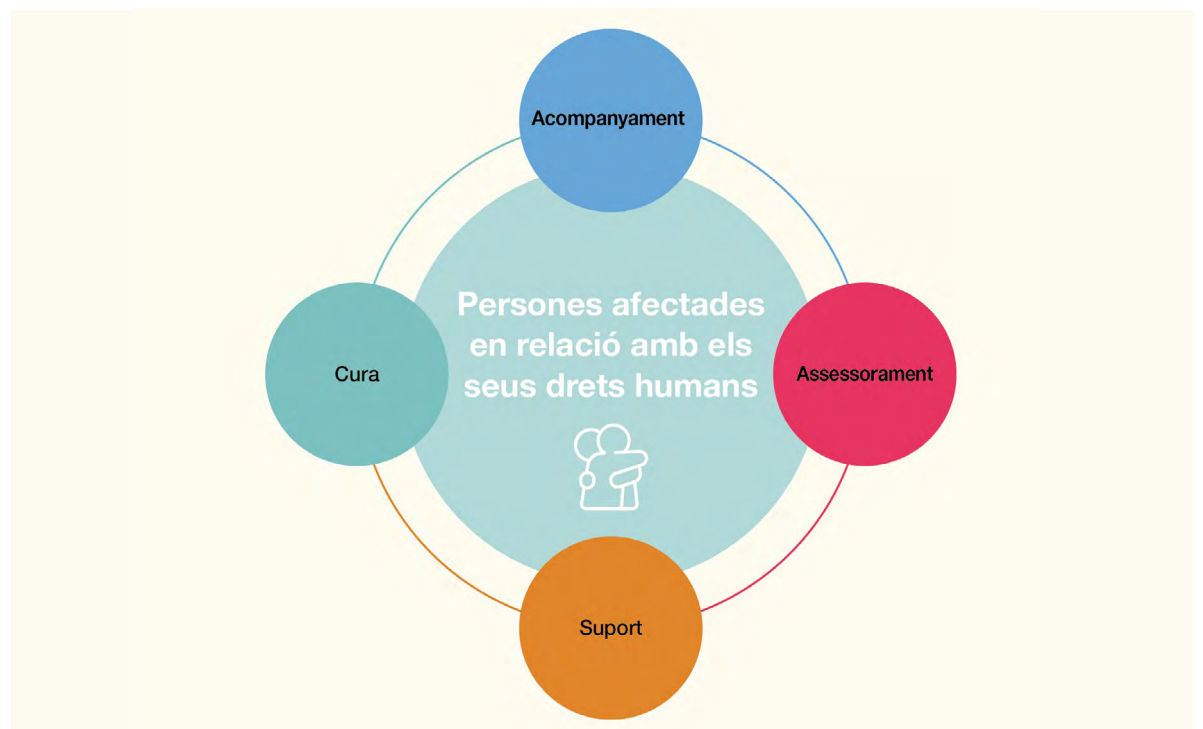 Acompanyament
Persones afectades
en relació amb els
seus drets humans
Cura
Assessorament
Suport